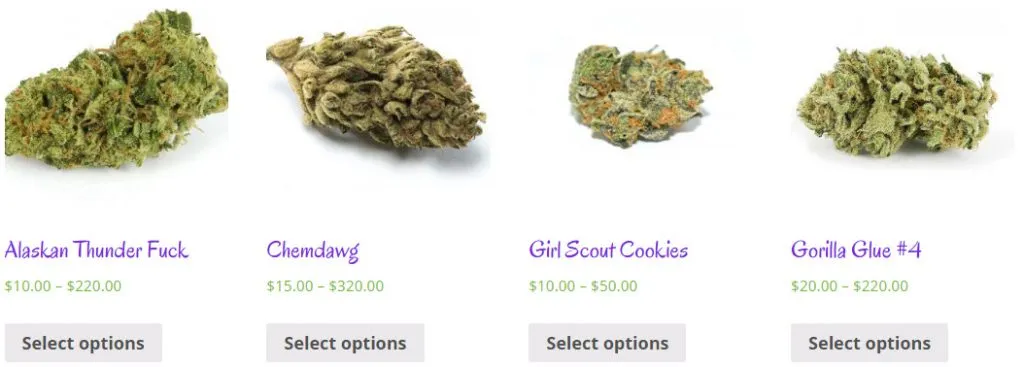 Alaskan Thunder Fuck
$10.00 – $220.00
Select options
Chemdawg
$15.00 – $320.00
Select options
Girl Scout Cookies
$10.00 – $50.00
Select options
Gorilla Glue #4
$20.00 – $220.00
Select options